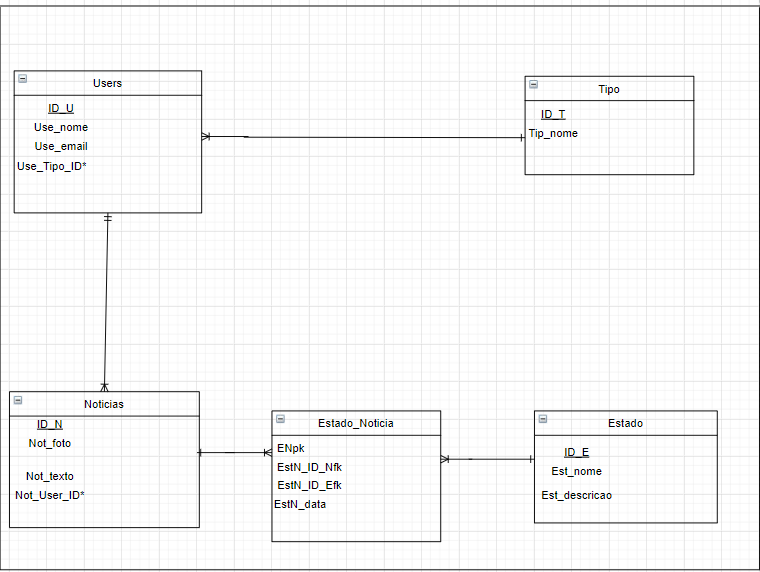 Users
ID_U
Use_nome
Use_email
Use_Tipo_ID*
Tipo
ID_T
Tip_nome
Noticias
ID_N
Not_foto
Not_texto
Not_User_ID*
Estado_Noticia
ENpk
EstN_ID_Nfk
EstN_ID_Efk
EstN_data
Estado
ID_E
Est_nome
Est_descricao